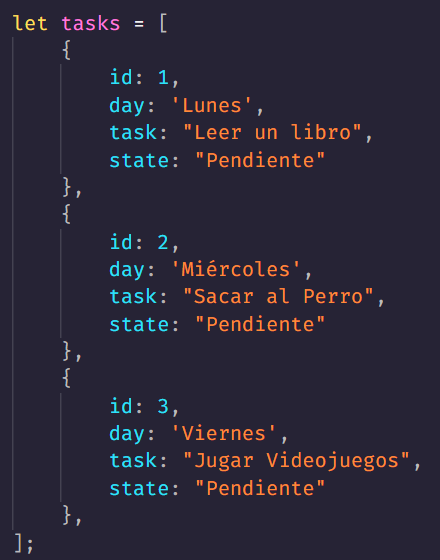 let tasks = [
    {
        id: 1,
        day: 'Lunes',
        task: "Leer un libro",
        state: "Pendiente"
    },
    {
        id: 2,
        day: 'Miércoles',
        task: "Sacar al Perro",
        state: "Pendiente"
    },
    {
        id: 3,
        day: 'Viernes',
        task: "Jugar Videojuegos",
        state: "Pendiente"
    },
];